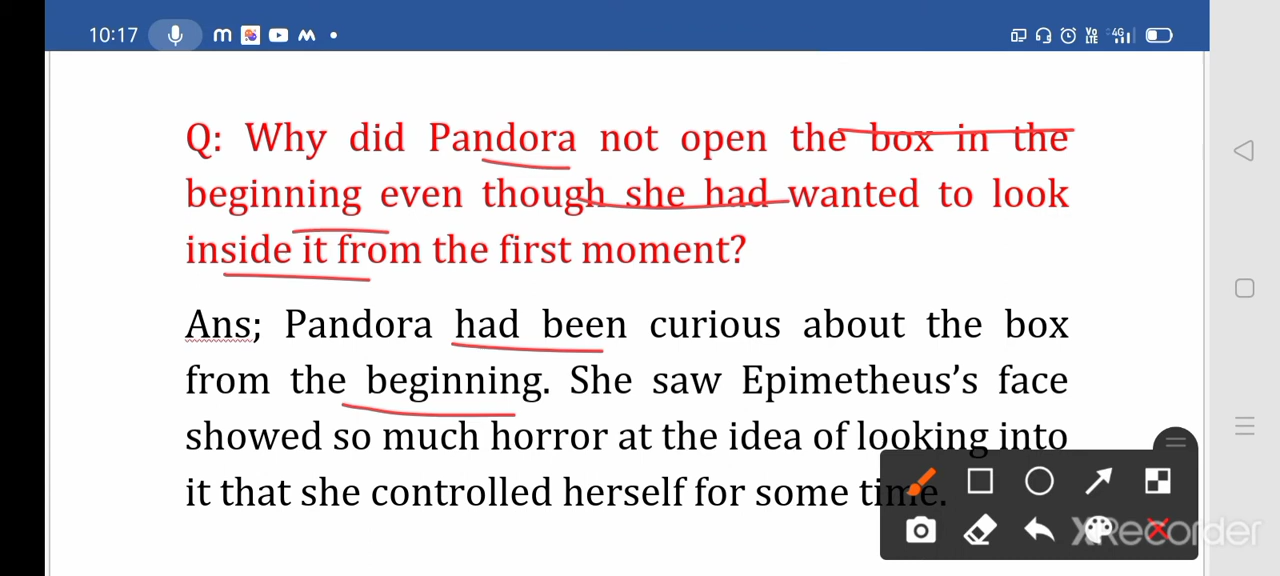 10:17
Vo LTE 4G
Q: Why did Pandora not open the box in the
beginning even though she had wanted to look
inside it from the first moment?
Ans; Pandora had been curious about the box
from the beginning. She saw Epimetheus’s face
showed so much horror at the idea of looking into
it that she controlled herself for some time.
XRecorder